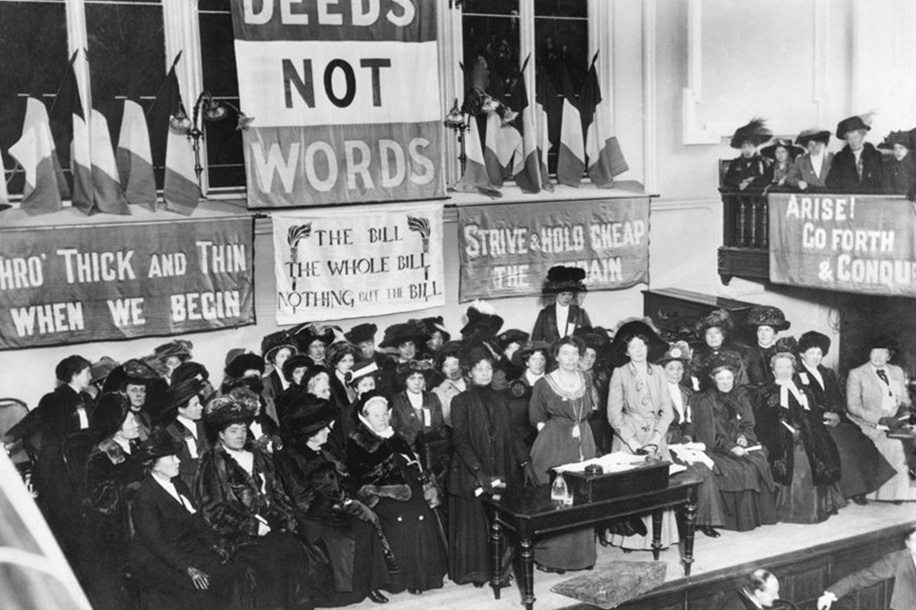 DEEDS
NOT
WORDS
HRO' THICK AND THIN
WHEN WE BEGIN
THE BILL
THE WHOLE BILL
NOTHING BUT THE BILL
STRIVE & HOLD CHEAP
THE STRAIN
ARISE!
GO FORTH
& CONQU